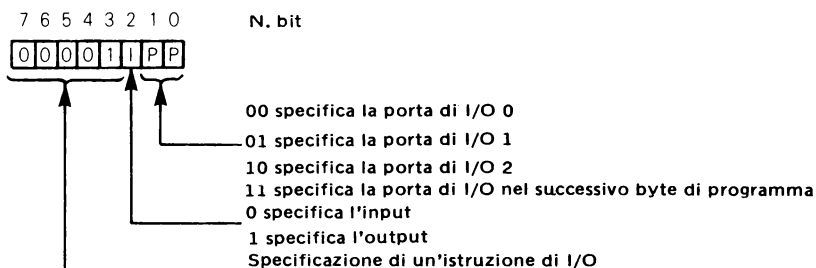 7 6 5 4 3 2 1 0 N. bit
0 0 0 0 1 I P P
00 specifica la porta di I/O 0
01 specifica la porta di I/O 1
10 specifica la porta di I/O 2
11 specifica la porta di I/O nel successivo byte di programma
0 specifica l'input
1 specifica l'output
Specificazione di un'istruzione di I/O